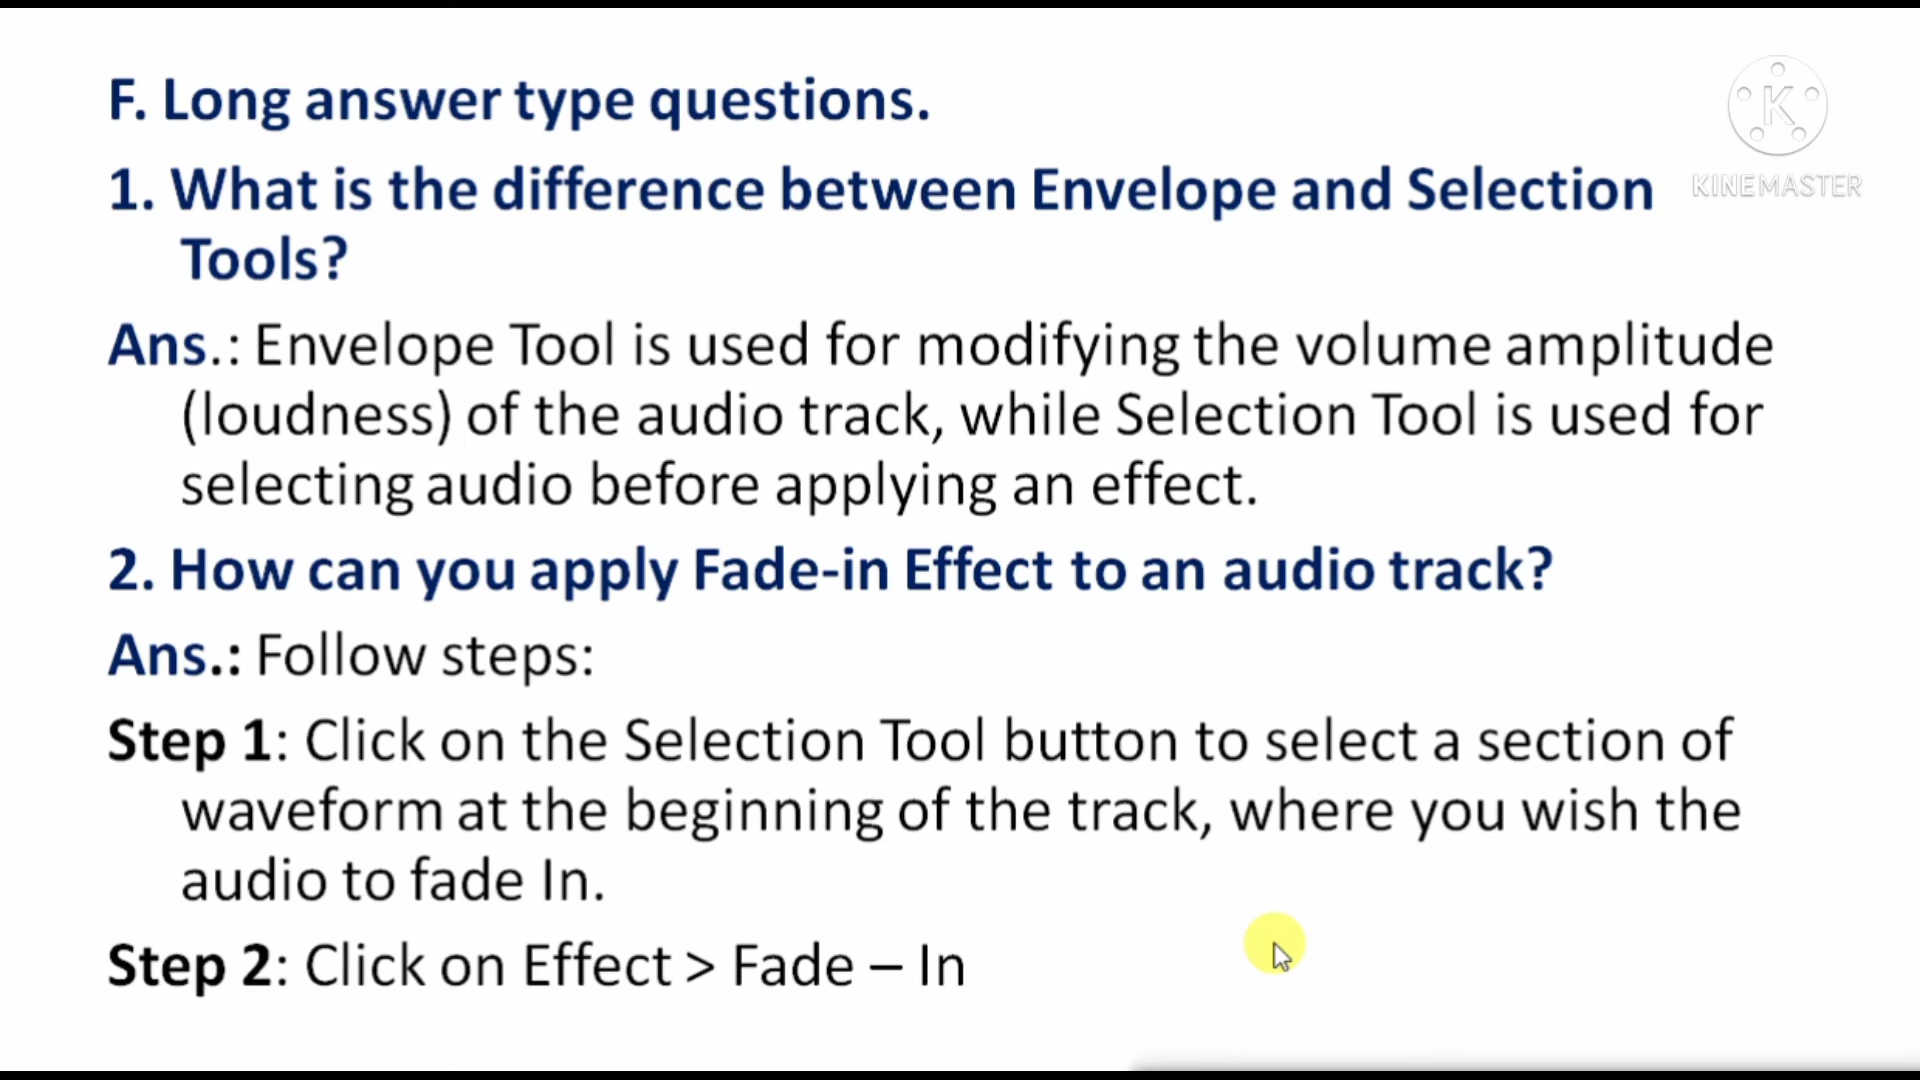 F. Long answer type questions.
K
KINEMASTER
1. What is the difference between Envelope and Selection
Tools?
Ans.: Envelope Tool is used for modifying the volume amplitude
(loudness) of the audio track, while Selection Tool is used for
selecting audio before applying an effect.
2. How can you apply Fade-in Effect to an audio track?
Ans.: Follow steps:
Step 1: Click on the Selection Tool button to select a section of
waveform at the beginning of the track, where you wish the
audio to fade In.
Step 2: Click on Effect > Fade – In